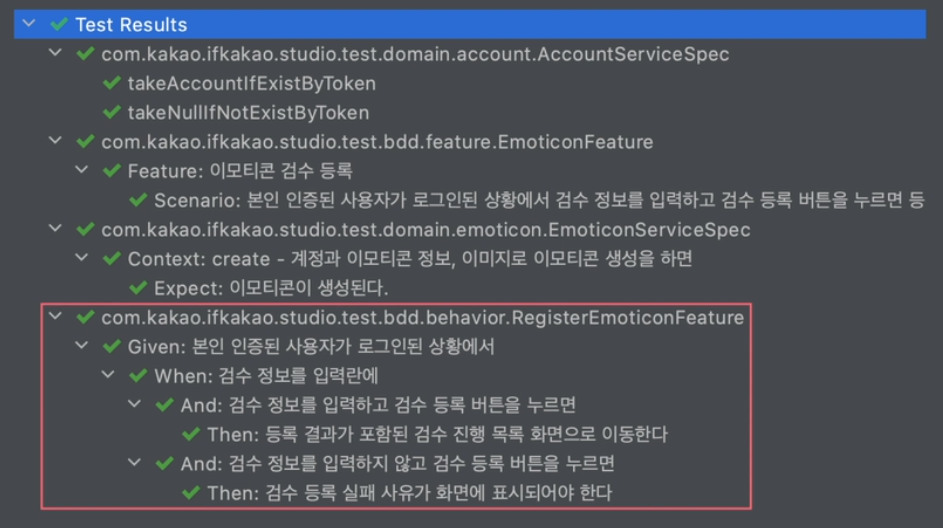 Test Results
com.kakao.ifkakao.studio.test.domain.account.AccountServiceSpec
takeAccountIfExistByToken
takeNullIfNotExistByToken
com.kakao.ifkakao.studio.test.bdd.feature.EmoticonFeature
Feature: 이모티콘 검수 등록
Scenario: 본인 인증된 사용자가 로그인된 상황에서 검수 정보를 입력하고 검수 등록 버튼을 누르면 등
com.kakao.ifkakao.studio.test.domain.emoticon.EmoticonServiceSpec
Context: create - 계정과 이모티콘 정보, 이미지로 이모티콘 생성을 하면
Expect: 이모티콘이 생성된다.
com.kakao.ifkakao.studio.test.bdd.behavior.RegisterEmoticonFeature
Given: 본인 인증된 사용자가 로그인된 상황에서
When: 검수 정보를 입력란에
And: 검수 정보를 입력하고 검수 등록 버튼을 누르면
Then: 등록 결과가 포함된 검수 진행 목록 화면으로 이동한다
And: 검수 정보를 입력하지 않고 검수 등록 버튼을 누르면
Then: 검수 등록 실패 사유가 화면에 표시되어야 한다